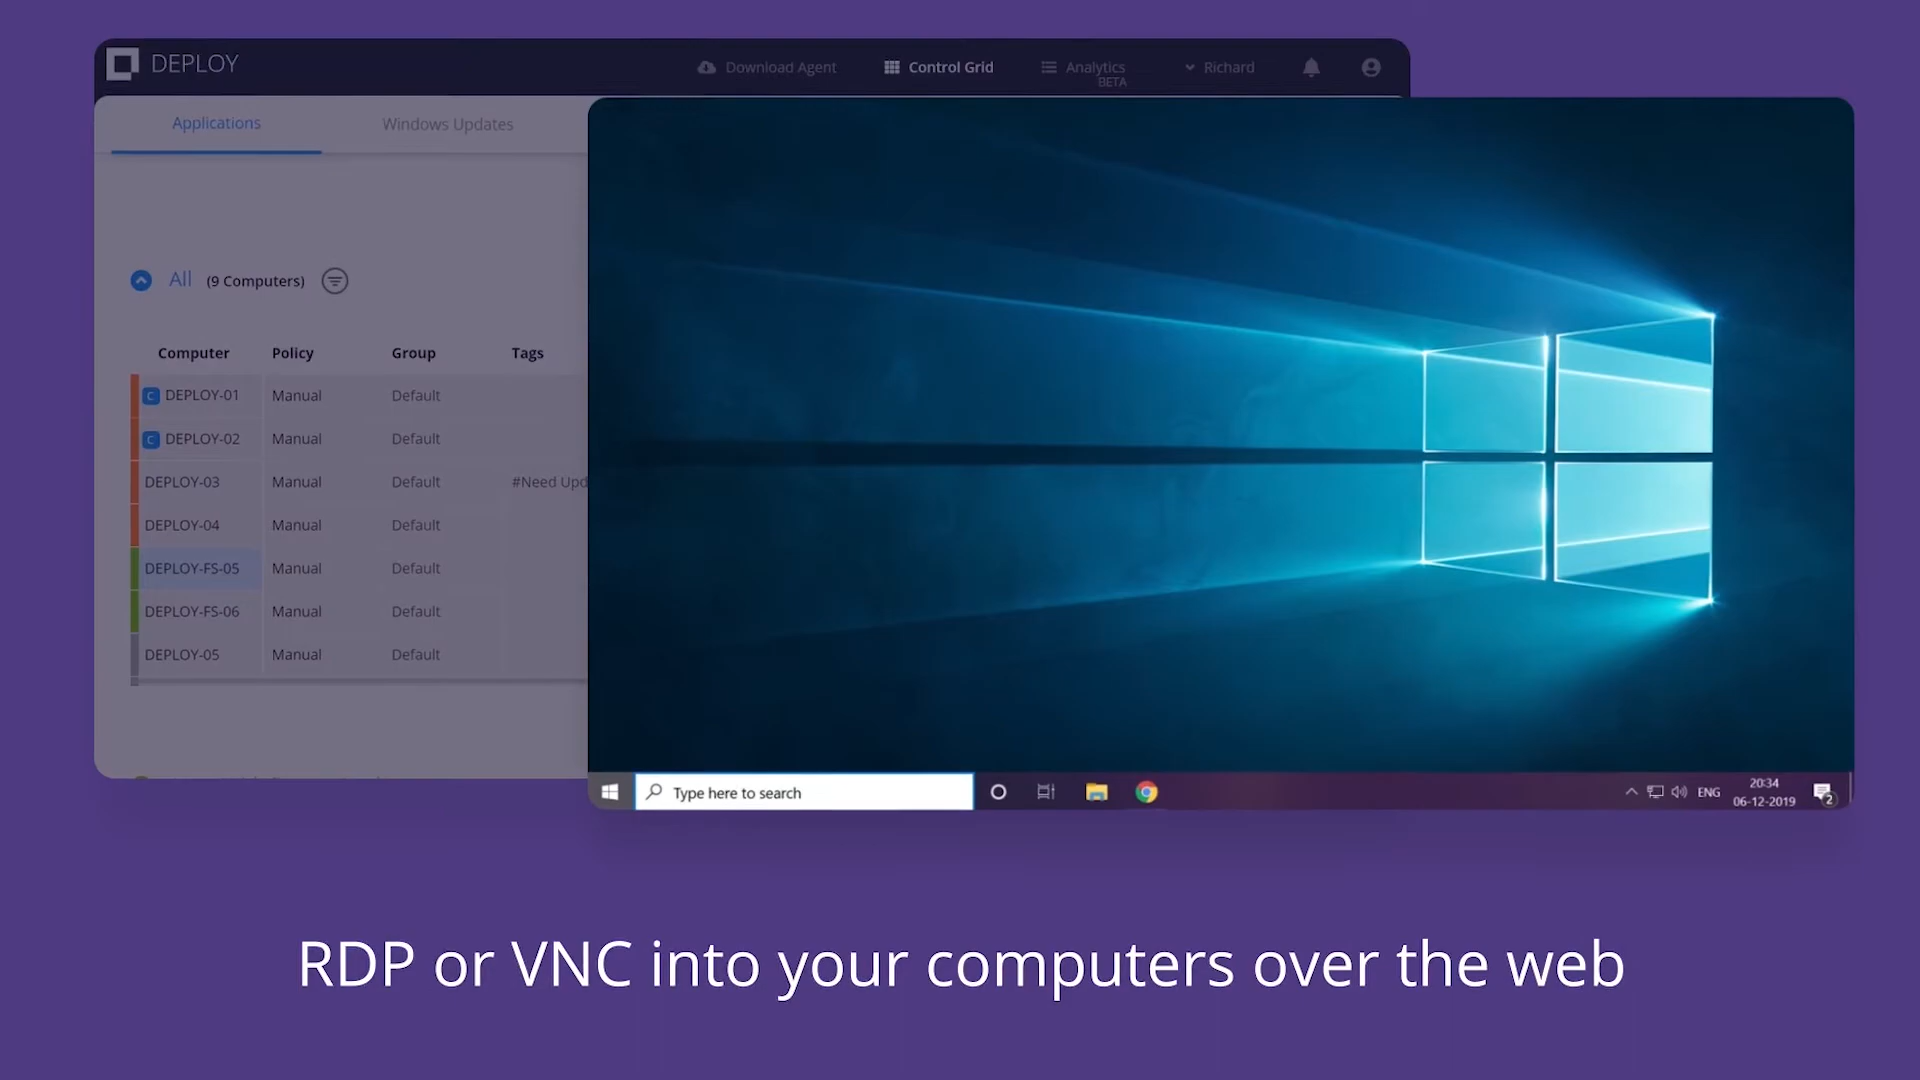 DEPLOY
Download Agent
Control Grid
Analytics
BETA
Richard
Applications
Windows Updates
All (9 Computers)
Computer Policy Group Tags
C DEPLOY-01 Manual Default
C DEPLOY-02 Manual Default
DEPLOY-03 Manual Default #Need Upd
DEPLOY-04 Manual Default
DEPLOY-FS-05 Manual Default
DEPLOY-FS-06 Manual Default
DEPLOY-05 Manual Default
Type here to search
ENG
20:34
06-12-2019
2
RDP or VNC into your computers over the web